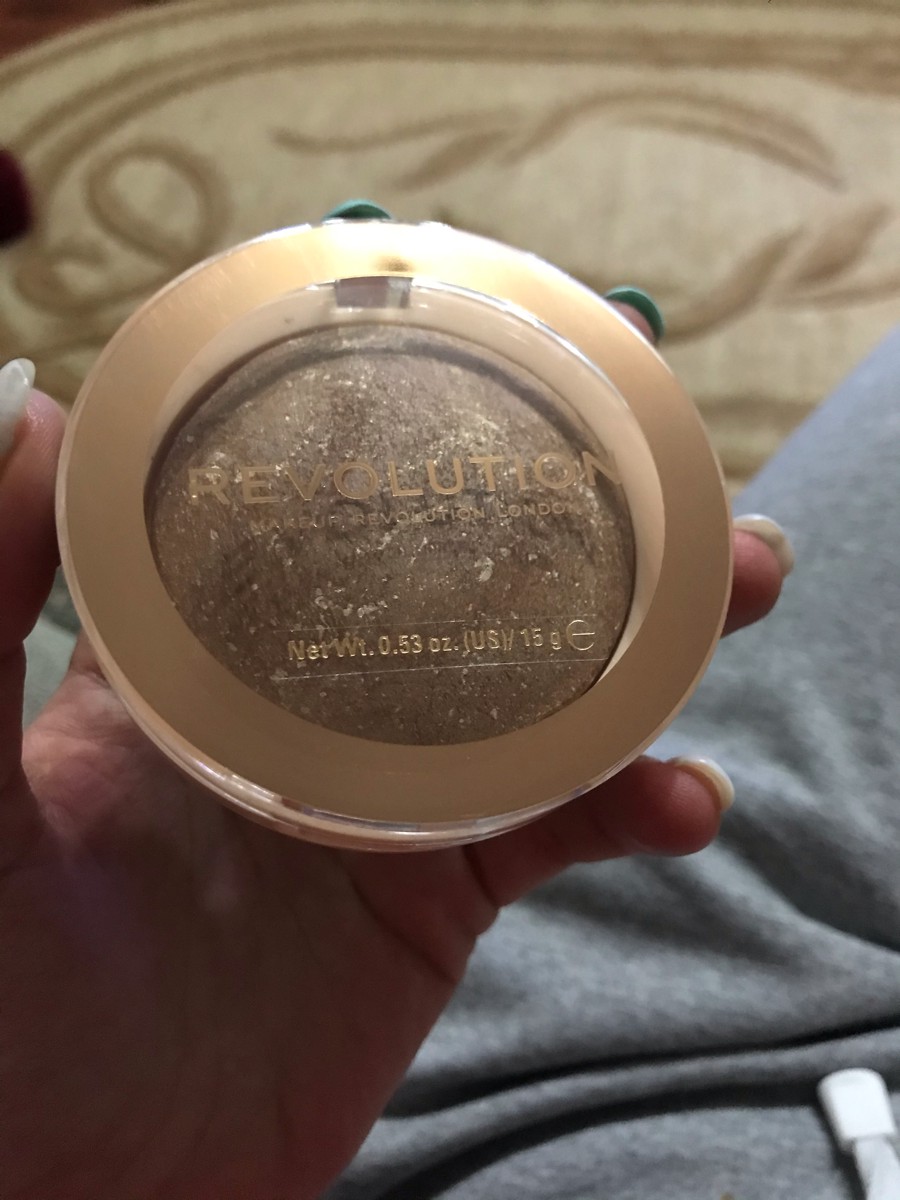 REVOLUTION
MAKEUP REVOLUTION LONDON
Net Wt. 0.53 oz. (US)/ 15 g ℮